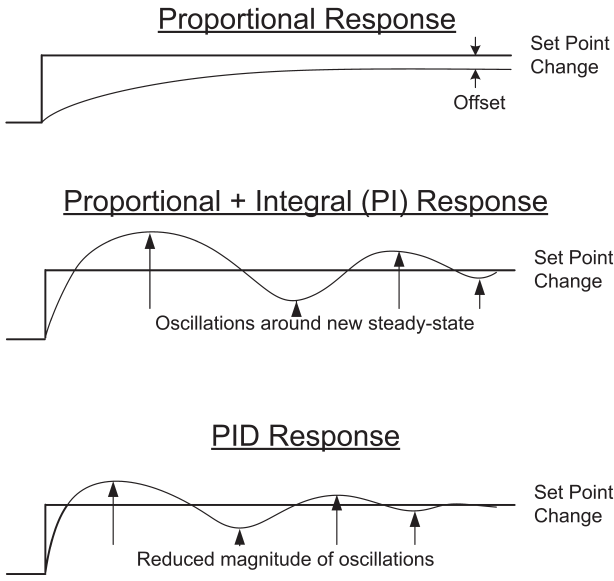 Proportional Response
Set Point
Change
Offset
Proportional + Integral (PI) Response
Set Point
Change
Oscillations around new steady-state
PID Response
Set Point
Change
Reduced magnitude of oscillations